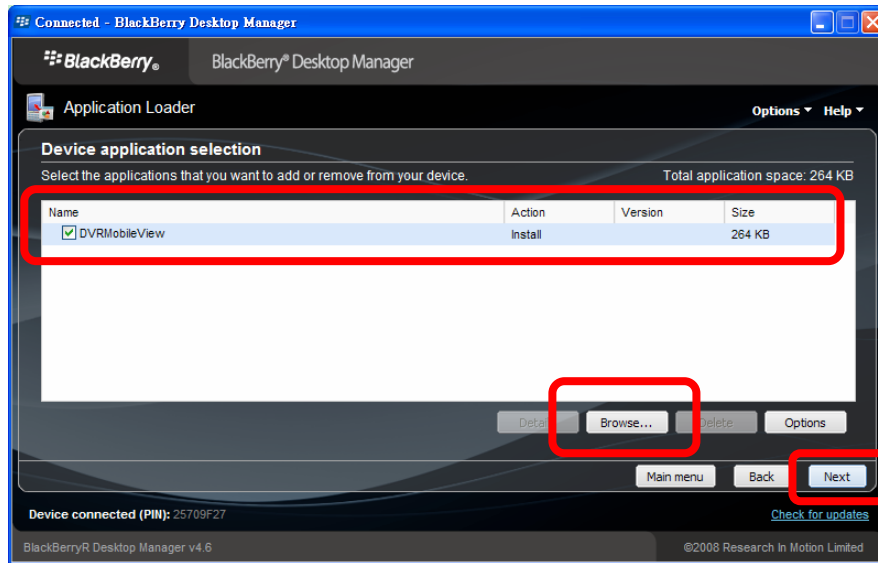 Connected - BlackBerry Desktop Manager
BlackBerry® BlackBerry® Desktop Manager
Application Loader Options Help
Device application selection
Select the applications that you want to add or remove from your device. Total application space: 264 KB
Name Action Version Size
DVRMobileView Install 264 KB
Browse... Delete Options
Main menu Back Next
Device connected (PIN): 25709F27 Check for updates
BlackBerryR Desktop Manager v4.6 ©2008 Research In Motion Limited